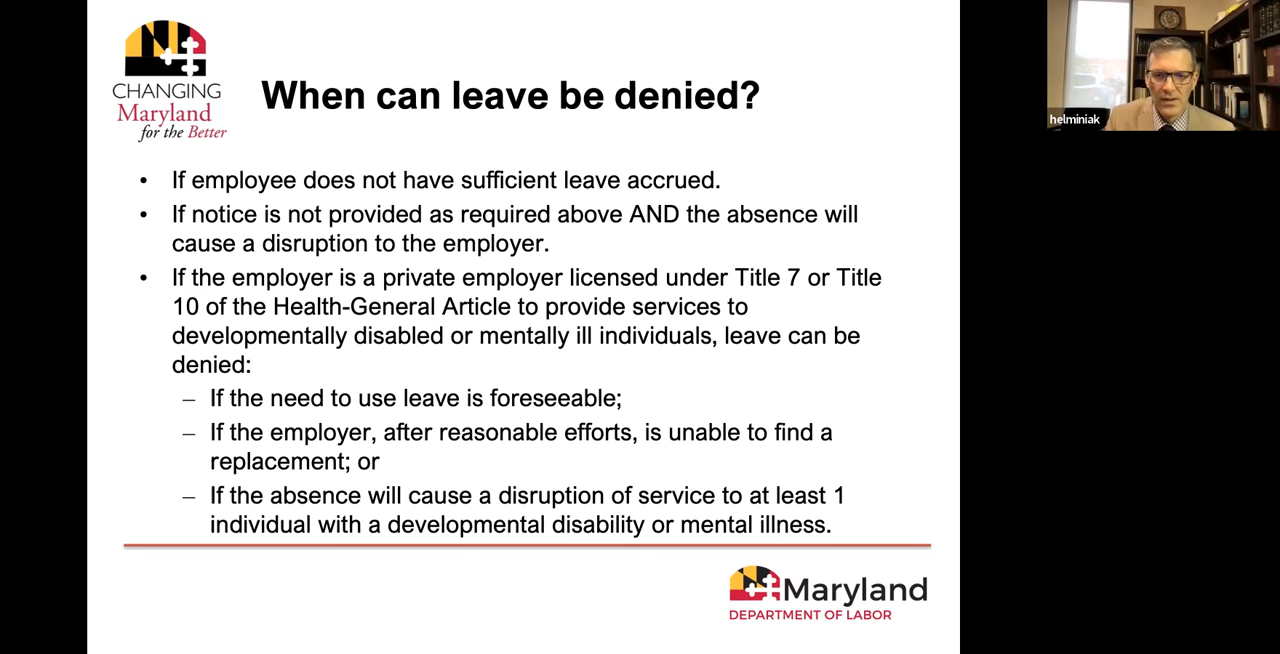 CHANGING
Maryland
for the Better
When can leave be denied?
• If employee does not have sufficient leave accrued.
• If notice is not provided as required above AND the absence will
cause a disruption to the employer.
• If the employer is a private employer licensed under Title 7 or Title
10 of the Health-General Article to provide services to
developmentally disabled or mentally ill individuals, leave can be
denied:
– If the need to use leave is foreseeable;
– If the employer, after reasonable efforts, is unable to find a
replacement; or
– If the absence will cause a disruption of service to at least 1
individual with a developmental disability or mental illness.
Maryland
DEPARTMENT OF LABOR
helminiak